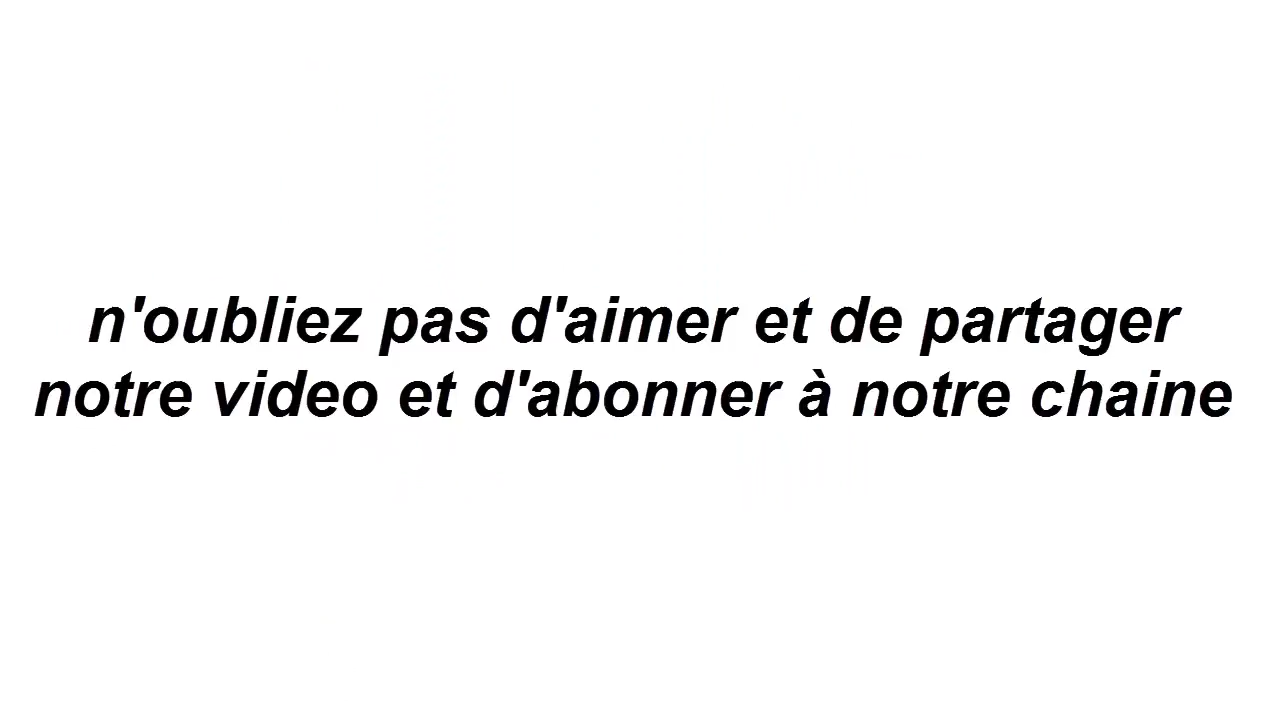 n'oubliez pas d'aimer et de partager
notre video et d'abonner à notre chaine